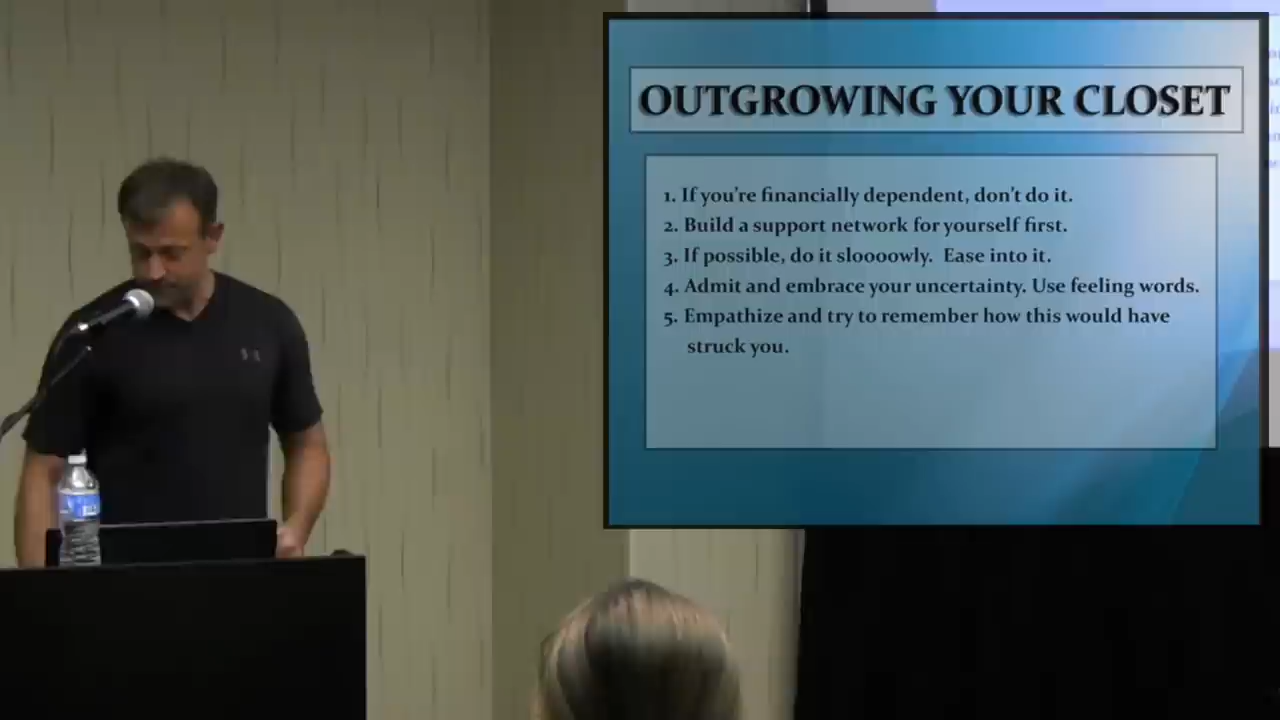 OUTGROWING YOUR CLOSET
1. If you're financially dependent, don't do it.
2. Build a support network for yourself first.
3. If possible, do it sloooowly.  Ease into it.
4. Admit and embrace your uncertainty. Use feeling words.
5. Empathize and try to remember how this would have
struck you.